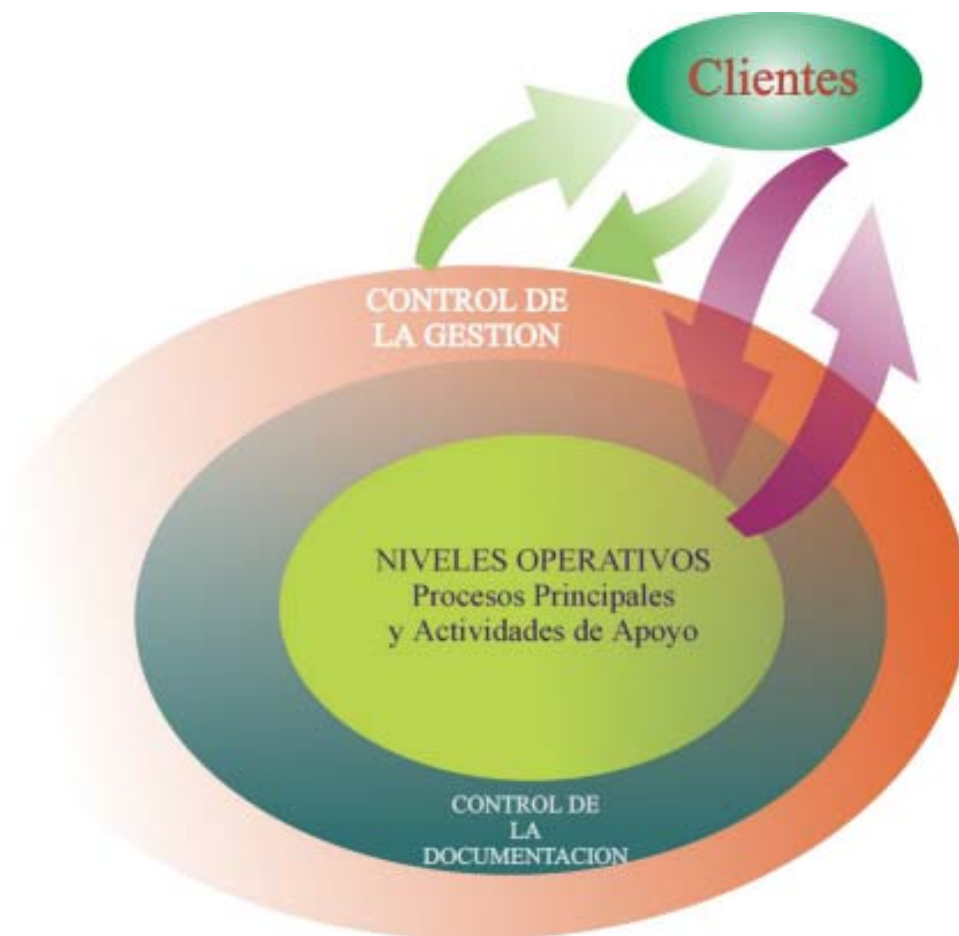 Clientes
CONTROL DE
LA GESTION
NIVELES OPERATIVOS
Procesos Principales
y Actividades de Apoyo
CONTROL DE
LA
DOCUMENTACION